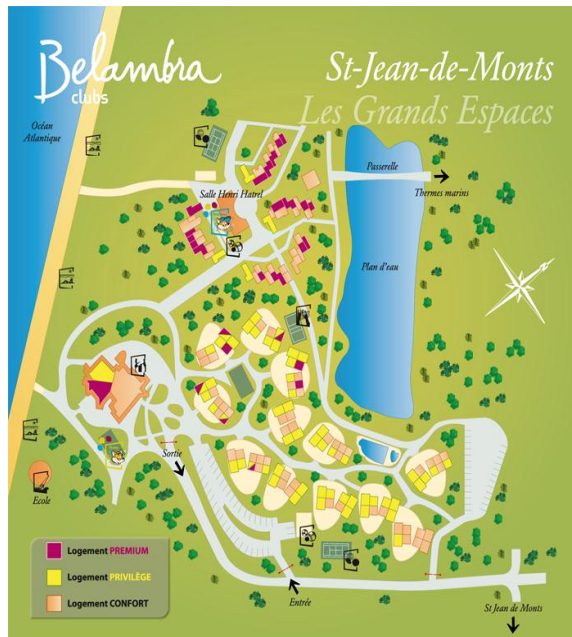 Belambra
clubs
St-Jean-de-Monts
Les Grands Espaces
Océan
Atlantique
Passerelle
Thermes marins
Salle Henri Hatrel
Plan d'eau
Sortie
Ecole
Entrée
St Jean de Monts
Logement PREMIUM
Logement PRIVILÈGE
Logement CONFORT